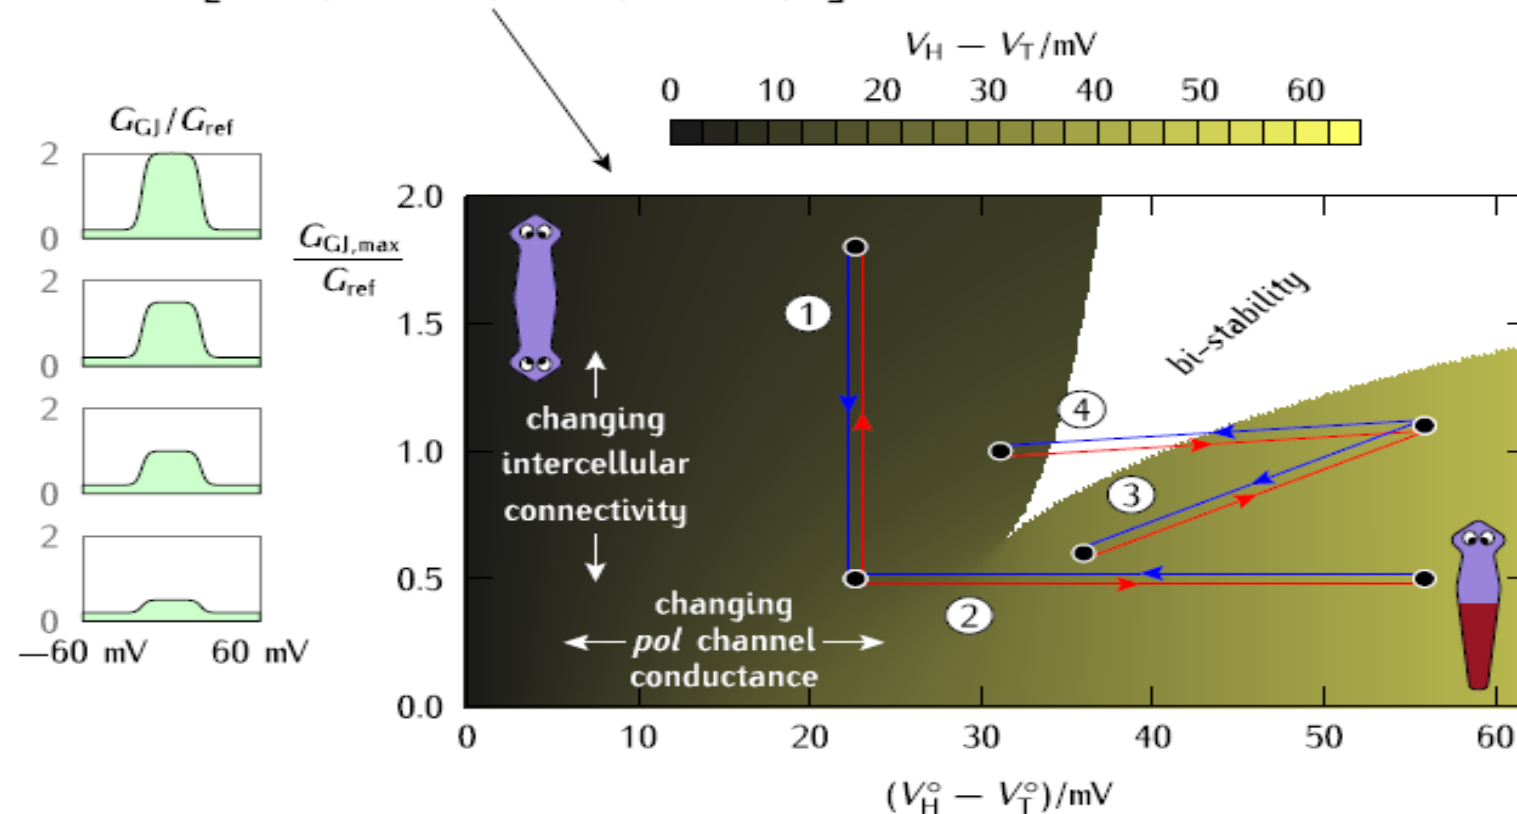 V_H − V_T/mV
0 10 20 30 40 50 60
G_GJ/G_ref
2
0
2
0
2
0
2
0
−60 mV 60 mV
G_GJ,max
G_ref
2.0
1.5
1.0
0.5
0.0
0 10 20 30 40 50 60
(V°_H − V°_T)/mV
1
2
3
4
bi-stability
changing
intercellular
connectivity
changing
pol channel
conductance